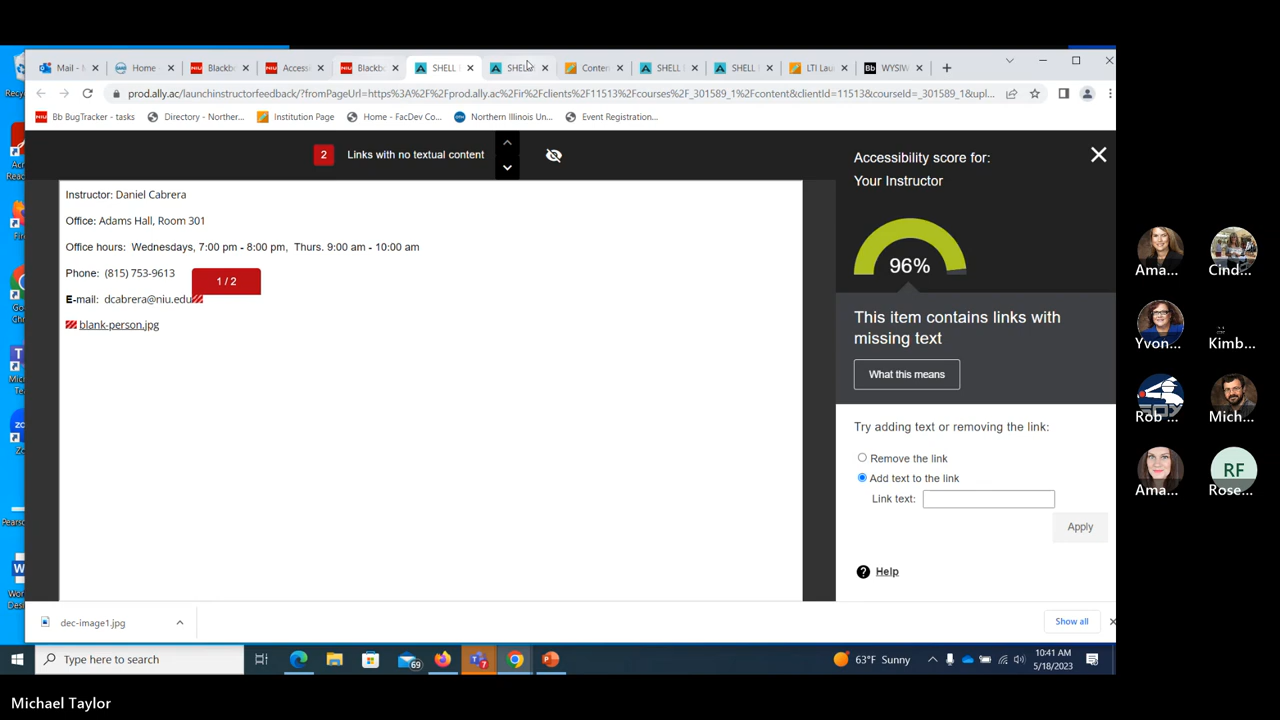 Mail -
Home -
NIU Blackb
NIU Access
NIU Blackb
SHELL
SHELL
Conten
SHELL
SHELL
LTI Lau
Bb WYSIW
prod.ally.ac/launchinstructorfeedback/?fromPageUrl=https%3A%2F%2Fprod.ally.ac%2Fir%2Fclients%2F11513%2Fcourses%2F_301589_1%2Fcontent&clientId=11513&courseId=_301589_1&upl...
NIU Bb BugTracker - tasks
Directory - Norther...
Institution Page
Home - FacDev Co...
Northern Illinois Un...
Event Registration...
2 Links with no textual content
Accessibility score for:
Your Instructor
96%
This item contains links with
missing text
What this means
Try adding text or removing the link:
Remove the link
Add text to the link
Link text:
Apply
Help
Instructor: Daniel Cabrera
Office: Adams Hall, Room 301
Office hours: Wednesdays, 7:00 pm - 8:00 pm, Thurs. 9:00 am - 10:00 am
Phone: (815) 753-9613
1 / 2
E-mail: dcabrera@niu.edu
blank-person.jpg
dec-image1.jpg
Show all
Type here to search
69
7
63°F Sunny
10:41 AM
5/18/2023
Ama...
Cind...
Yvon...
Kimb...
Rob ...
Mich...
Ama...
RF
Rose...
Michael Taylor